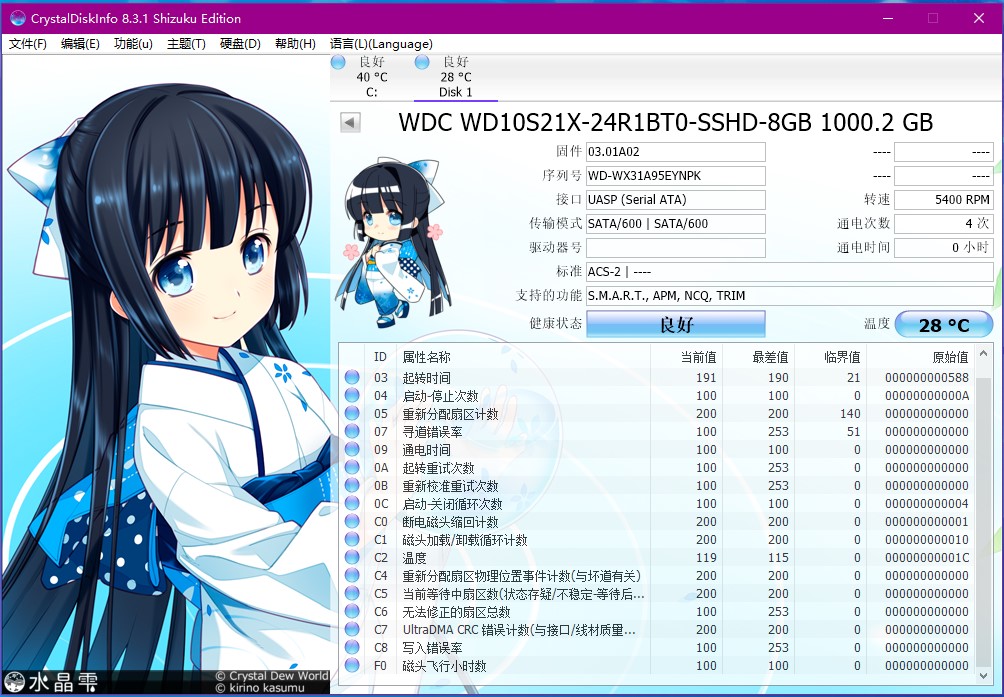 CrystalDiskInfo 8.3.1 Shizuku Edition
文件(F) 编辑(E) 功能(u) 主题(T) 硬盘(D) 帮助(H) 语言(L)(Language)
良好 良好
40 °C 28 °C
C: Disk 1
WDC WD10S21X-24R1BT0-SSHD-8GB 1000.2 GB
固件 03.01A02 ---- ----
序列号 WD-WX31A95EYNPK ---- ----
接口 UASP (Serial ATA) 转速 5400 RPM
传输模式 SATA/600 | SATA/600 通电次数 4 次
驱动器号 通电时间 0 小时
标准 ACS-2 | ----
支持的功能 S.M.A.R.T., APM, NCQ, TRIM
健康状态 良好 温度 28 °C
ID 属性名称 当前值 最差值 临界值 原始值
03 起转时间 191 190 21 000000000588
04 启动-停止次数 100 100 0 00000000000A
05 重新分配扇区计数 200 200 140 000000000000
07 寻道错误率 100 253 51 000000000000
09 通电时间 100 100 0 000000000000
0A 起转重试次数 100 253 0 000000000000
0B 重新校准重试次数 100 253 0 000000000000
0C 启动-关闭循环次数 100 100 0 000000000004
C0 断电磁头缩回计数 200 200 0 000000000001
C1 磁头加载/卸载循环计数 200 200 0 000000000010
C2 温度 119 115 0 00000000001C
C4 重新分配扇区物理位置事件计数(与坏道有关) 200 200 0 000000000000
C5 当前等待中扇区数(状态存疑/不稳定-等待后... 200 200 0 000000000000
C6 无法修正的扇区总数 100 253 0 000000000000
C7 UltraDMA CRC 错误计数(与接口/线材质量... 200 200 0 000000000000
C8 写入错误率 100 253 0 000000000000
F0 磁头飞行小时数 100 100 0 000000000000
水晶雫
© Crystal Dew World
© kirino kasumu